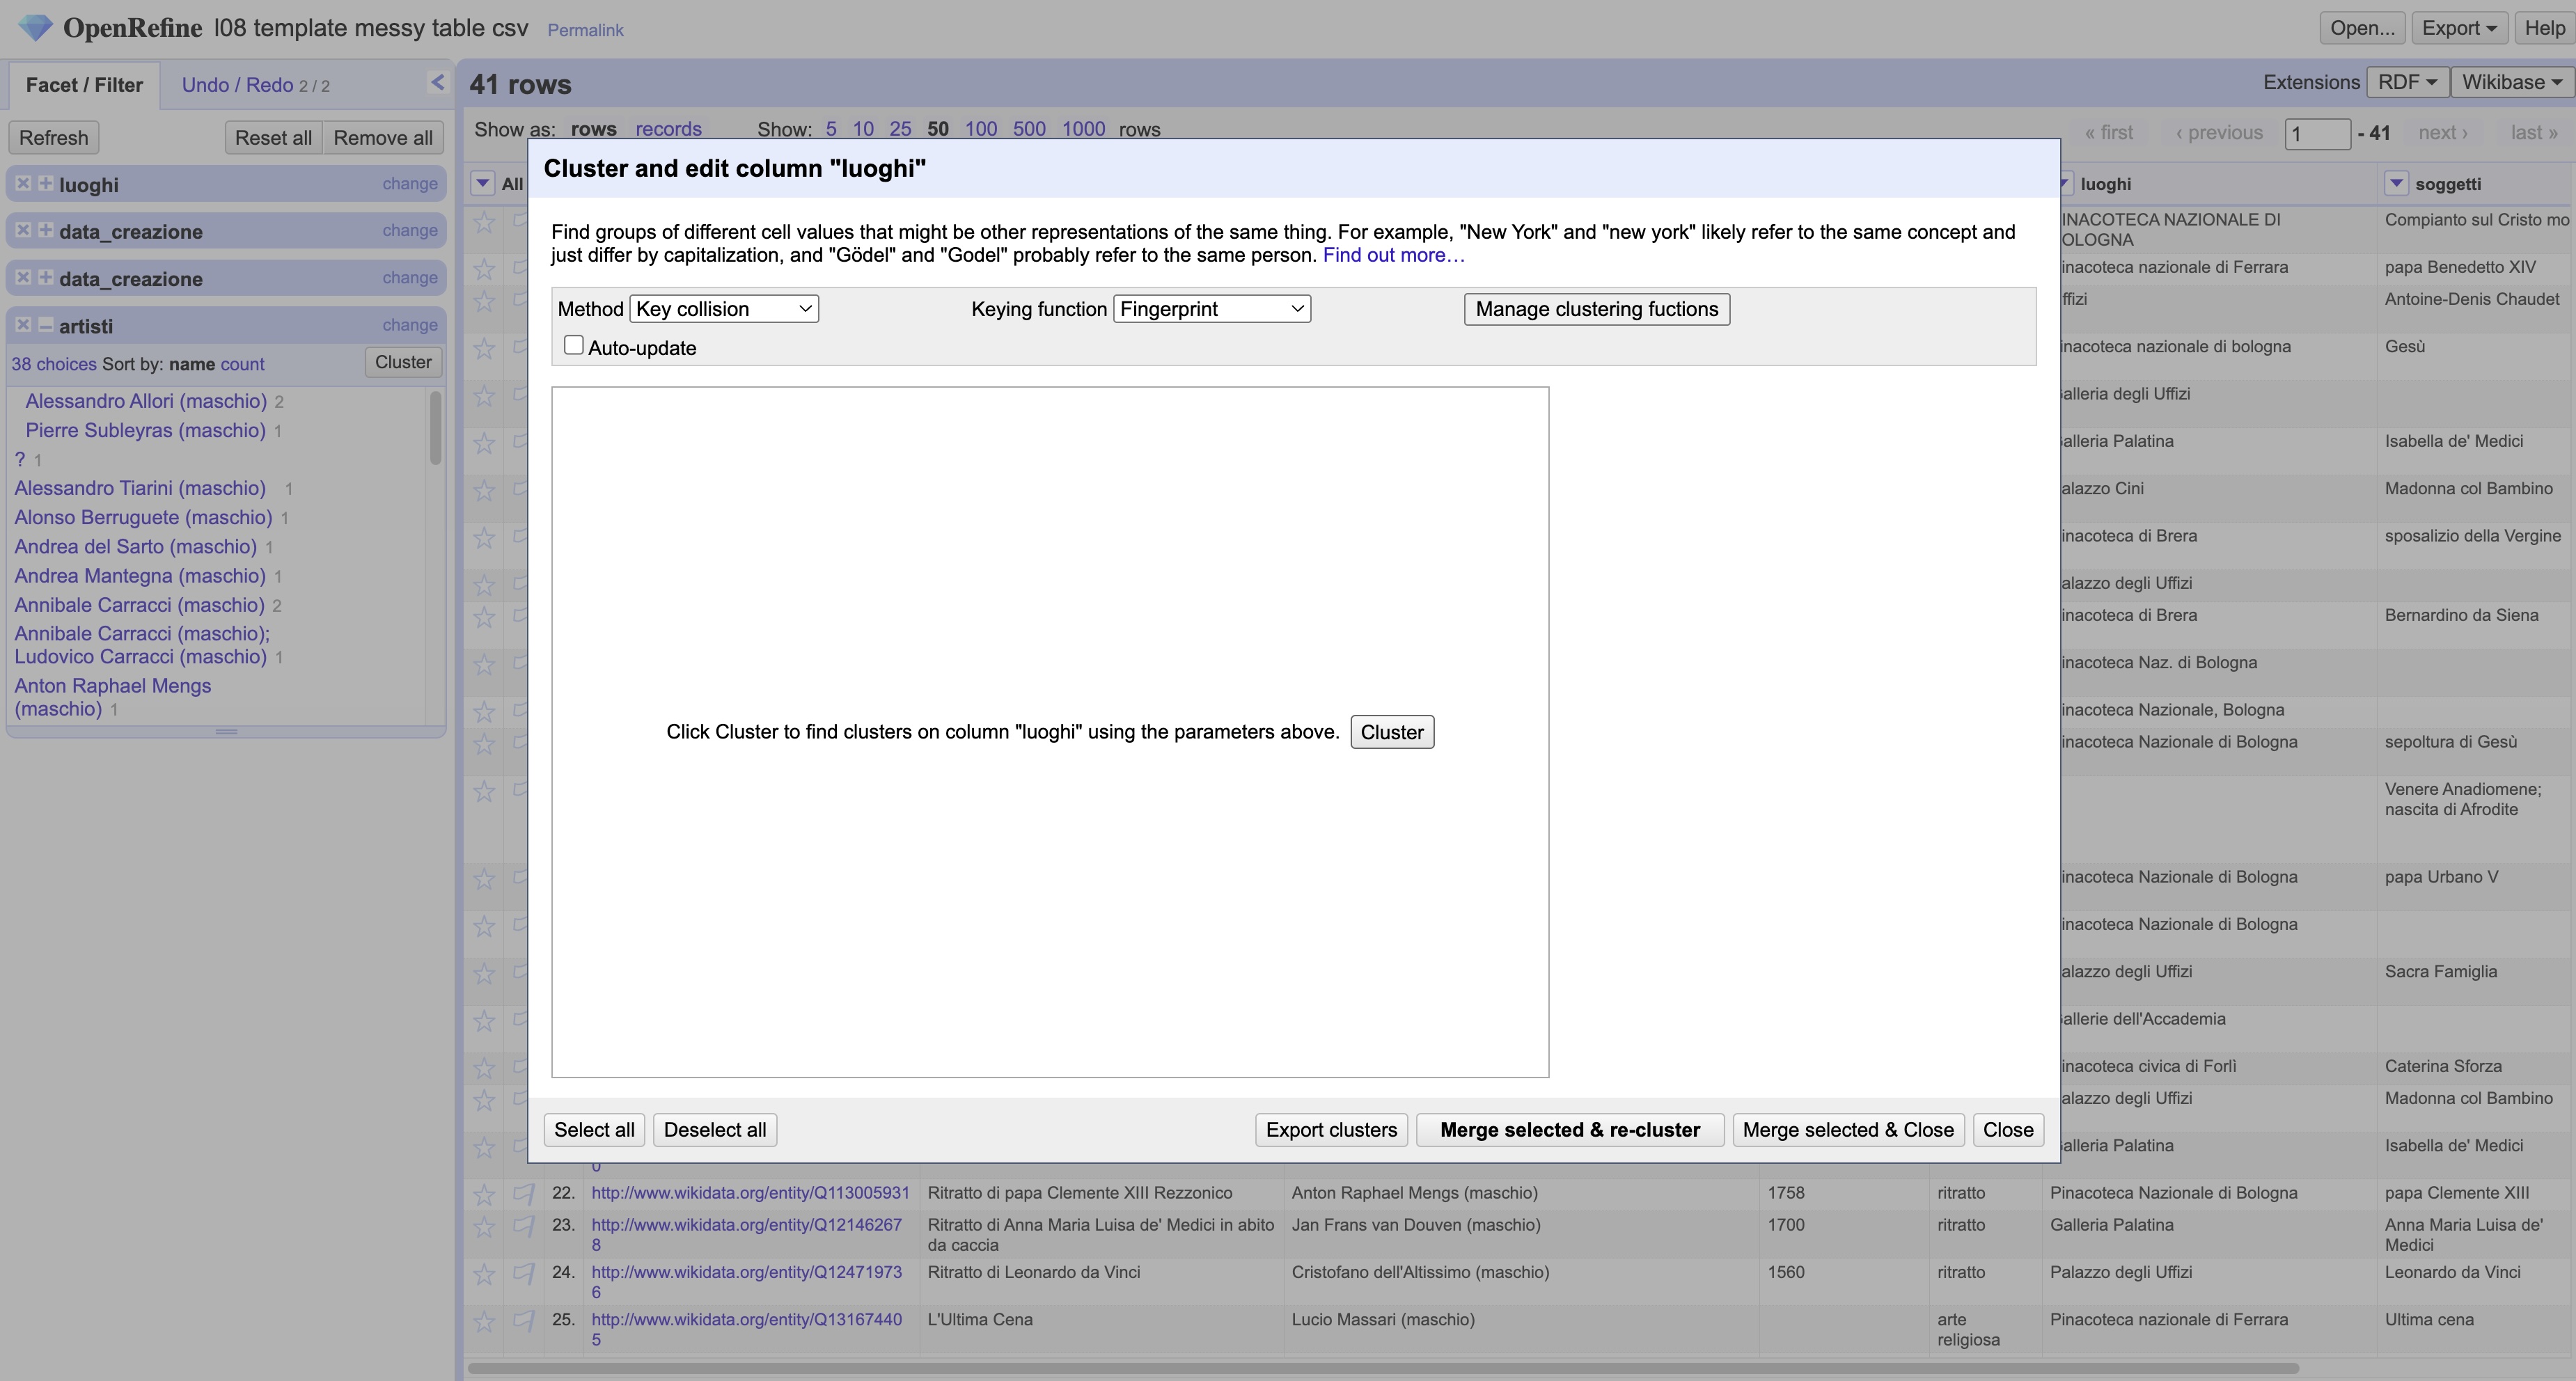 OpenRefine l08 template messy table csv Permalink
Open... Export Help
Facet / Filter Undo / Redo 2 / 2
41 rows
Extensions RDF Wikibase
Refresh Reset all Remove all
Show as: rows records Show: 5 10 25 50 100 500 1000 rows
« first ‹ previous 1 - 41 next › last »
luoghi change
data_creazione change
data_creazione change
artisti change
38 choices Sort by: name count Cluster
Alessandro Allori (maschio) 2
Pierre Subleyras (maschio) 1
? 1
Alessandro Tiarini (maschio) 1
Alonso Berruguete (maschio) 1
Andrea del Sarto (maschio) 1
Andrea Mantegna (maschio) 1
Annibale Carracci (maschio) 2
Annibale Carracci (maschio);
Ludovico Carracci (maschio) 1
Anton Raphael Mengs
(maschio) 1
All
Cluster and edit column "luoghi"
Find groups of different cell values that might be other representations of the same thing. For example, "New York" and "new york" likely refer to the same concept and
just differ by capitalization, and "Gödel" and "Godel" probably refer to the same person. Find out more…
Method Key collision Keying function Fingerprint Manage clustering fuctions
Auto-update
Click Cluster to find clusters on column "luoghi" using the parameters above. Cluster
Select all Deselect all Export clusters Merge selected & re-cluster Merge selected & Close Close
luoghi soggetti
INACOTECA NAZIONALE DI Compianto sul Cristo mo
OLOGNA
inacoteca nazionale di Ferrara papa Benedetto XIV
ffizi Antoine-Denis Chaudet
inacoteca nazionale di bologna Gesù
alleria degli Uffizi
alleria Palatina Isabella de' Medici
alazzo Cini Madonna col Bambino
inacoteca di Brera sposalizio della Vergine
alazzo degli Uffizi
inacoteca di Brera Bernardino da Siena
inacoteca Naz. di Bologna
inacoteca Nazionale, Bologna
inacoteca Nazionale di Bologna sepoltura di Gesù
Venere Anadiomene;
nascita di Afrodite
inacoteca Nazionale di Bologna papa Urbano V
inacoteca Nazionale di Bologna
alazzo degli Uffizi Sacra Famiglia
allerie dell'Accademia
inacoteca civica di Forlì Caterina Sforza
alazzo degli Uffizi Madonna col Bambino
alleria Palatina Isabella de' Medici
0
22. http://www.wikidata.org/entity/Q113005931 Ritratto di papa Clemente XIII Rezzonico Anton Raphael Mengs (maschio) 1758 ritratto Pinacoteca Nazionale di Bologna papa Clemente XIII
23. http://www.wikidata.org/entity/Q12146267 Ritratto di Anna Maria Luisa de' Medici in abito Jan Frans van Douven (maschio) 1700 ritratto Galleria Palatina Anna Maria Luisa de'
8 da caccia Medici
24. http://www.wikidata.org/entity/Q12471973 Ritratto di Leonardo da Vinci Cristofano dell'Altissimo (maschio) 1560 ritratto Palazzo degli Uffizi Leonardo da Vinci
6
25. http://www.wikidata.org/entity/Q13167440 L'Ultima Cena Lucio Massari (maschio) arte Pinacoteca nazionale di Ferrara Ultima cena
5 religiosa